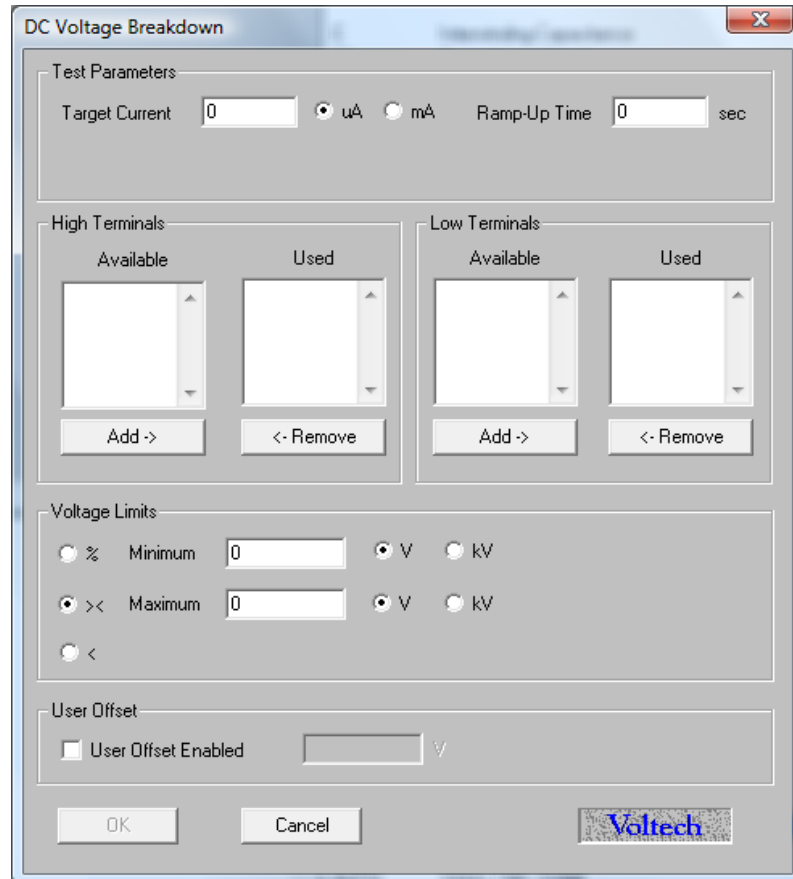 DC Voltage Breakdown
Test Parameters
Target Current 0 uA mA Ramp-Up Time 0 sec
High Terminals Low Terminals
Available Used Available Used
Add -> <- Remove Add -> <- Remove
Voltage Limits
% Minimum 0 V kV
>< Maximum 0 V kV
<
User Offset
User Offset Enabled V
OK Cancel Voltech